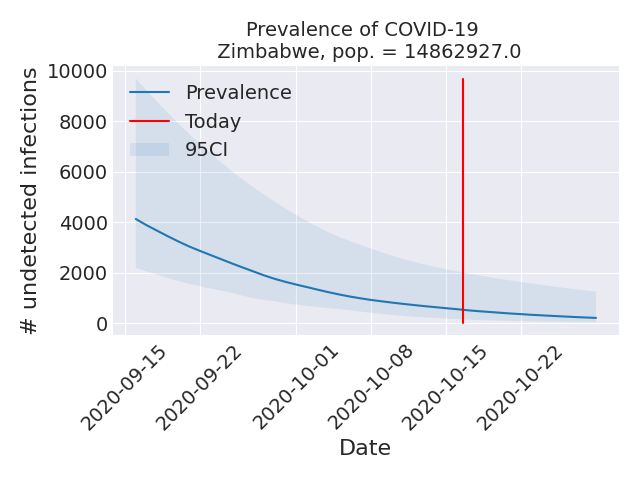 Prevalence of COVID-19
Zimbabwe, pop. = 14862927.0
# undetected infections
10000
8000
6000
4000
2000
0
Prevalence
Today
95CI
2020-09-15
2020-09-22
2020-10-01
2020-10-08
2020-10-15
2020-10-22
Date